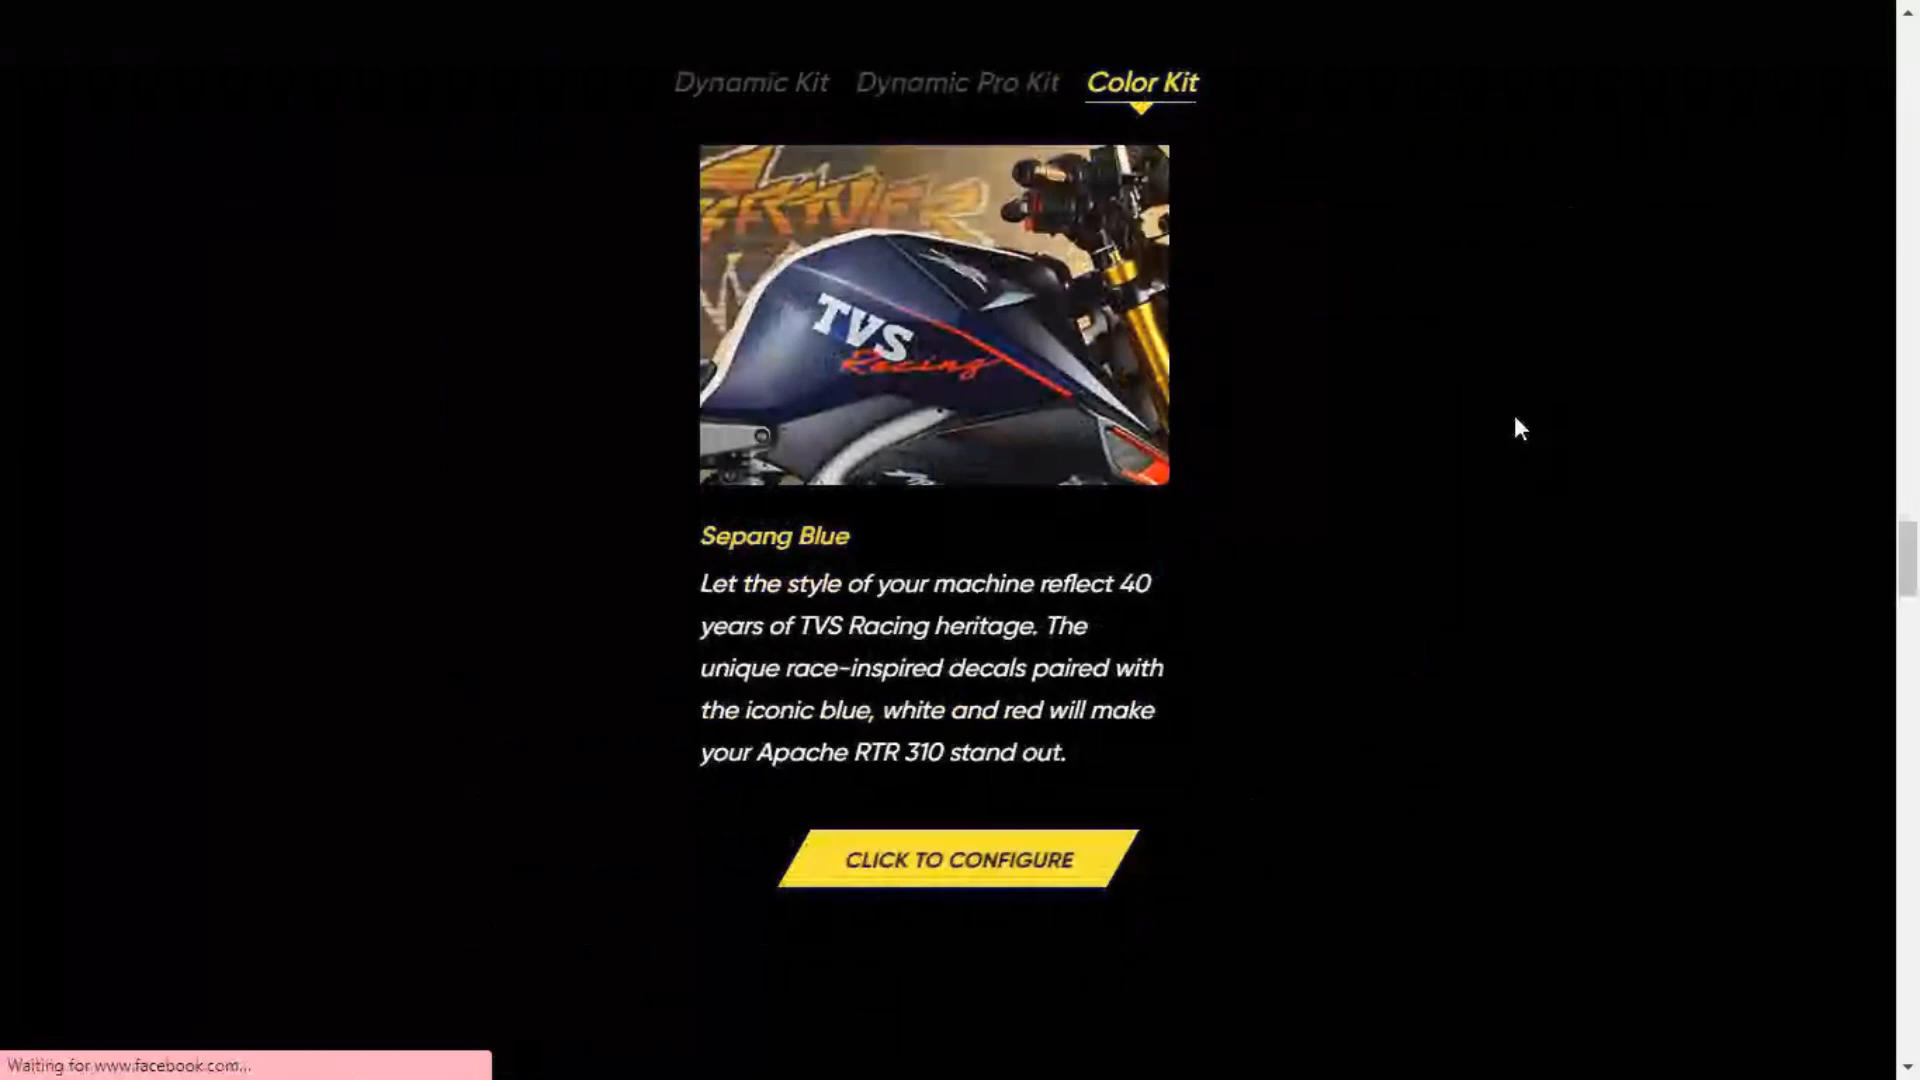 Dynamic Kit Dynamic Pro Kit Color Kit
TVS
Racing
Sepang Blue
Let the style of your machine reflect 40
years of TVS Racing heritage. The
unique race-inspired decals paired with
the iconic blue, white and red will make
your Apache RTR 310 stand out.
CLICK TO CONFIGURE
Waiting for www.facebook.com...